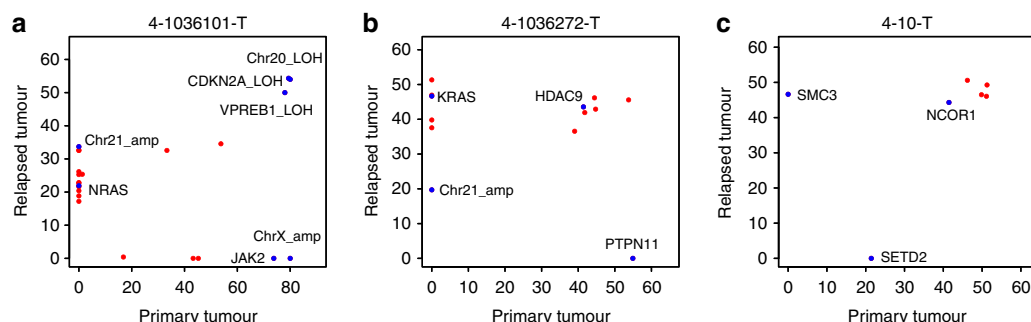 a
4-1036101-T
Relapsed tumour
60
50
40
30
20
10
0
Chr20_LOH
CDKN2A_LOH
VPREB1_LOH
Chr21_amp
NRAS
ChrX_amp
JAK2
0 20 40 60 80
Primary tumour
b
4-1036272-T
Relapsed tumour
60
50
40
30
20
10
0
KRAS
HDAC9
Chr21_amp
PTPN11
0 10 20 30 40 50 60
Primary tumour
c
4-10-T
Relapsed tumour
60
50
40
30
20
10
0
SMC3
NCOR1
SETD2
0 10 20 30 40 50 60
Primary tumour